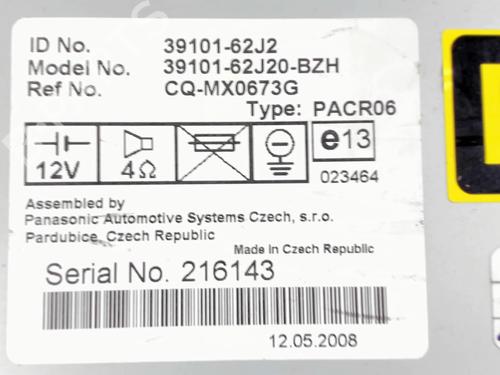 ID No. 39101-62J2
Model No. 39101-62J20-BZH
Ref No. CQ-MX0673G
Type: PACR06
12V 4Ω e13
023464
Assembled by
Panasonic Automotive Systems Czech, s.r.o.
Pardubice, Czech Republic
Made in Czech Republic
Serial No. 216143
12.05.2008